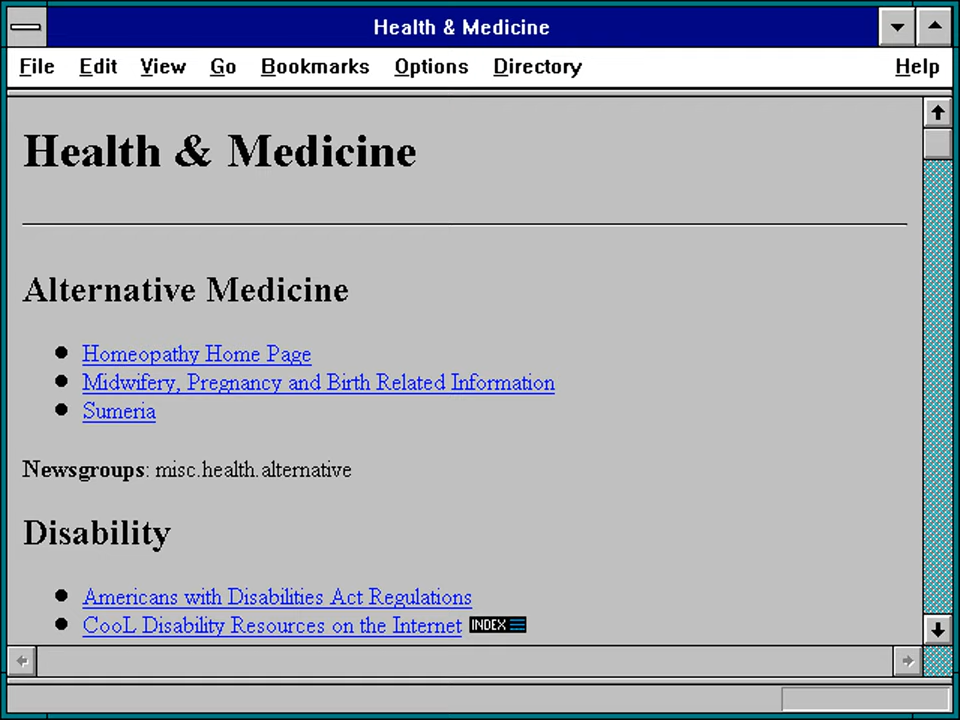 Health & Medicine
File Edit View Go Bookmarks Options Directory Help
Health & Medicine
Alternative Medicine
Homeopathy Home Page
Midwifery, Pregnancy and Birth Related Information
Sumeria
Newsgroups: misc.health.alternative
Disability
Americans with Disabilities Act Regulations
CooL Disability Resources on the Internet INDEX